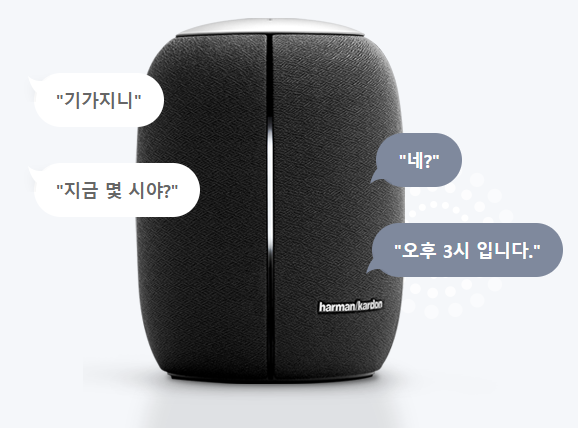 "기가지니"
"네?"
"지금 몇 시야?"
"오후 3시 입니다."
harman/kardon